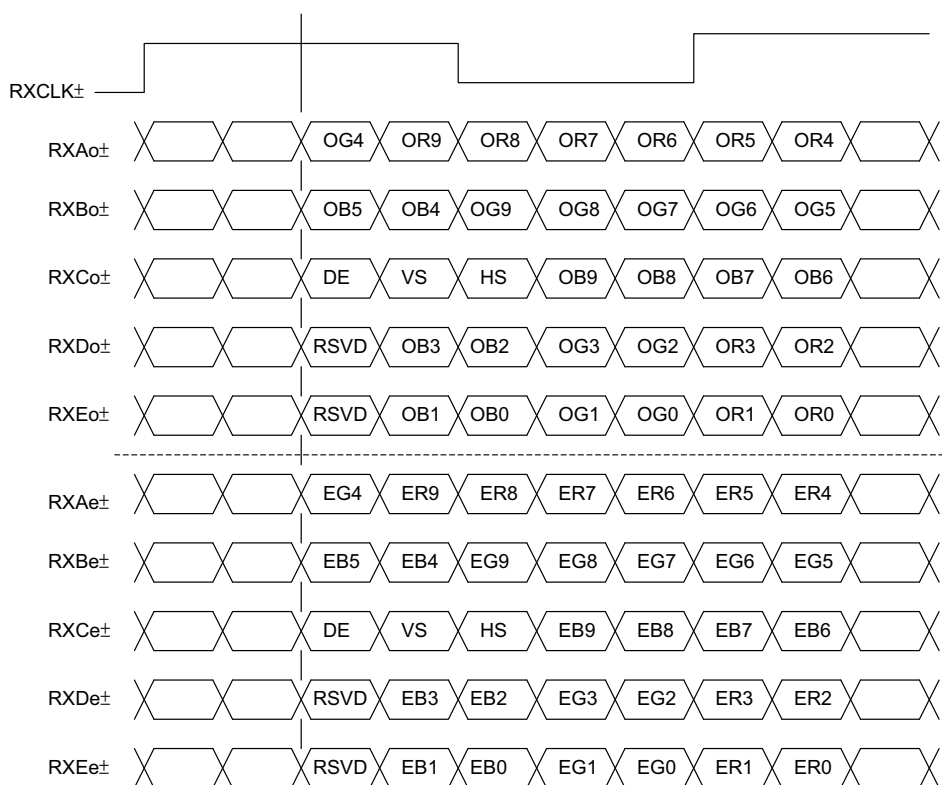 RXCLK±
RXAo± OG4 OR9 OR8 OR7 OR6 OR5 OR4
RXBo± OB5 OB4 OG9 OG8 OG7 OG6 OG5
RXCo± DE VS HS OB9 OB8 OB7 OB6
RXDo± RSVD OB3 OB2 OG3 OG2 OR3 OR2
RXEo± RSVD OB1 OB0 OG1 OG0 OR1 OR0
RXAe± EG4 ER9 ER8 ER7 ER6 ER5 ER4
RXBe± EB5 EB4 EG9 EG8 EG7 EG6 EG5
RXCe± DE VS HS EB9 EB8 EB7 EB6
RXDe± RSVD EB3 EB2 EG3 EG2 ER3 ER2
RXEe± RSVD EB1 EB0 EG1 EG0 ER1 ER0